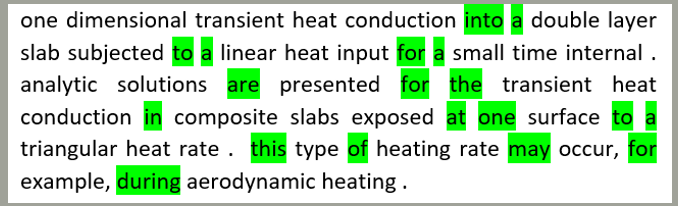 one dimensional transient heat conduction into a double layer
slab subjected to a linear heat input for a small time internal .
analytic solutions are presented for the transient heat
conduction in composite slabs exposed at one surface to a
triangular heat rate . this type of heating rate may occur, for
example, during aerodynamic heating .